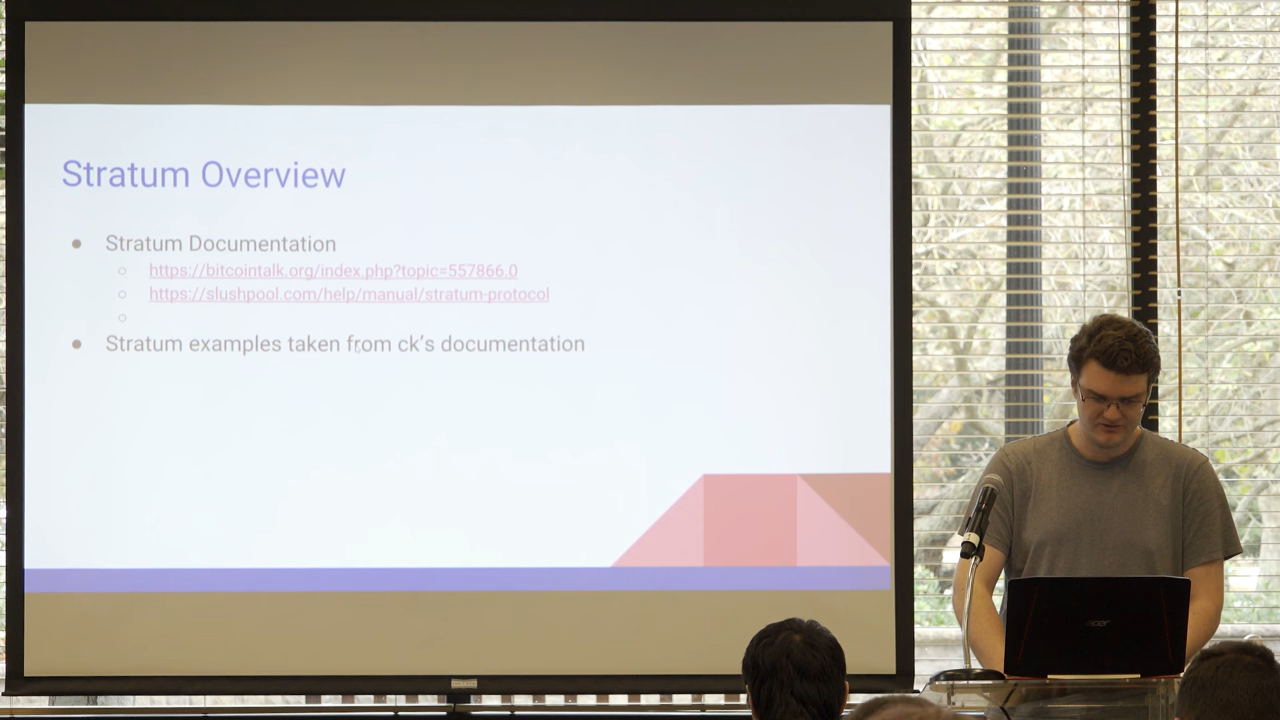 Stratum Overview
● Stratum Documentation
○ https://bitcointalk.org/index.php?topic=557866.0
○ https://slushpool.com/help/manual/stratum-protocol
○
● Stratum examples taken from ck's documentation
acer